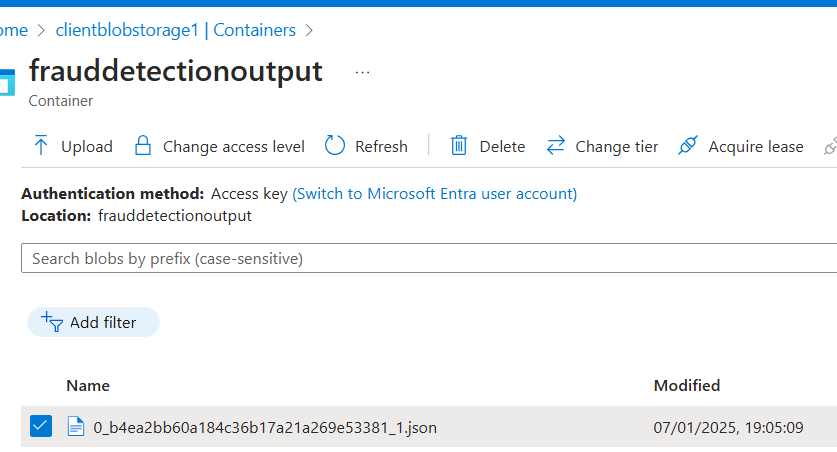 ome > clientblobstorage1 | Containers >
frauddetectionoutput ...
Container
Upload Change access level Refresh Delete Change tier Acquire lease
Authentication method: Access key (Switch to Microsoft Entra user account)
Location: frauddetectionoutput
Search blobs by prefix (case-sensitive)
Add filter
Name Modified
0_b4ea2bb60a184c36b17a21a269e53381_1.json 07/01/2025, 19:05:09